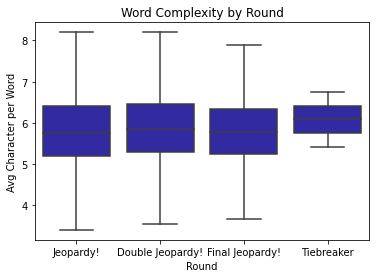 Word Complexity by Round
8
7
6
5
4
Avg Character per Word
Jeopardy! Double Jeopardy! Final Jeopardy! Tiebreaker
Round